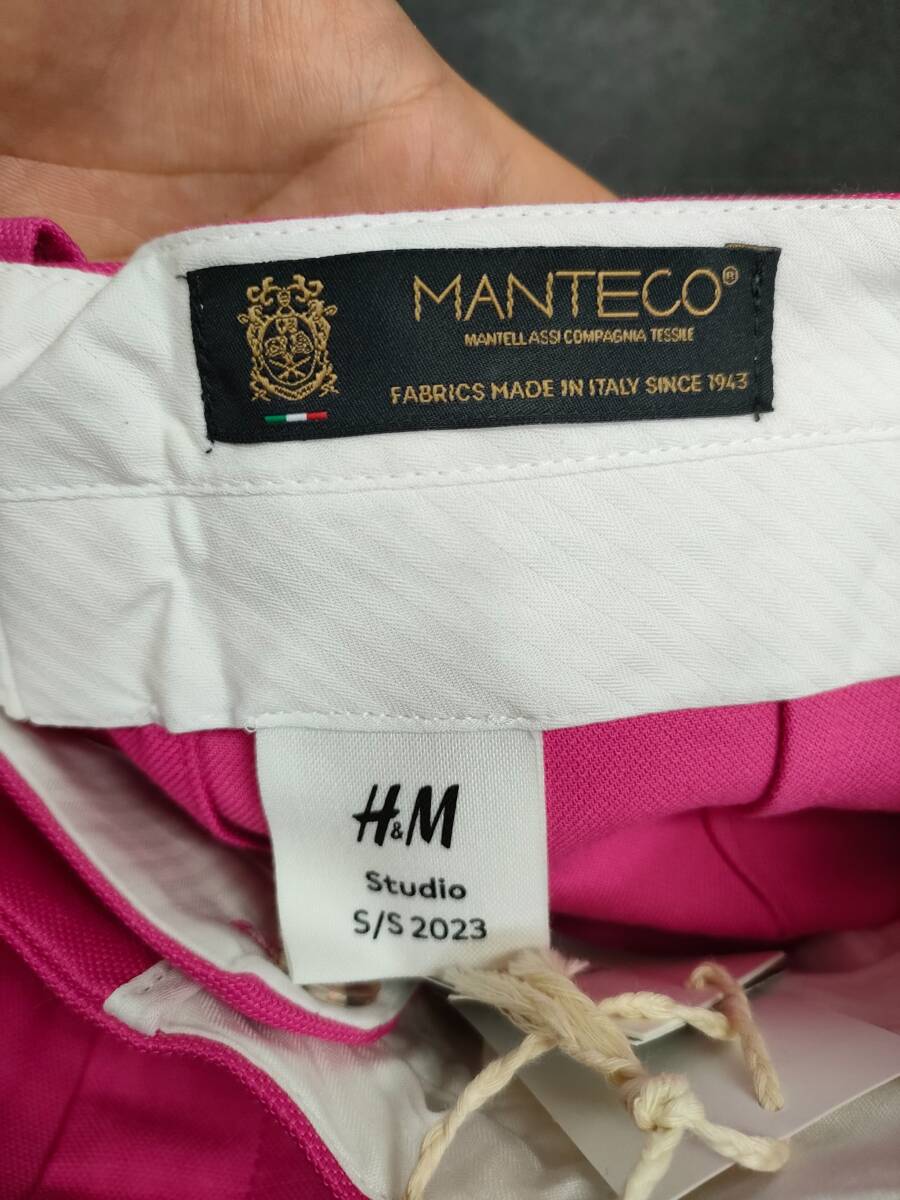 MANTECO®
MANTELLASSI COMPAGNIA TESSILE
FABRICS MADE IN ITALY SINCE 1943
H&M
Studio
S/S 2023